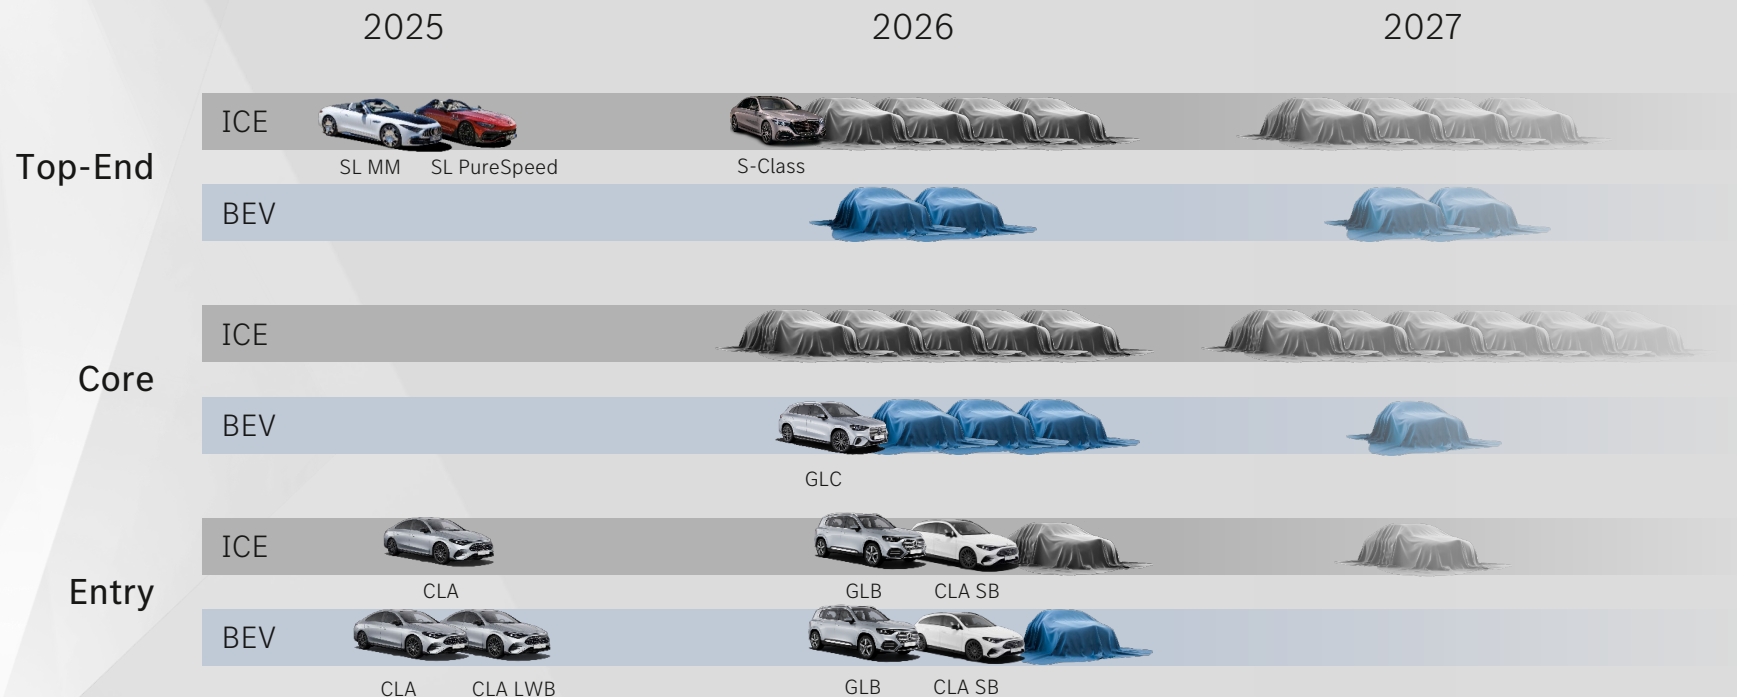 2025 2026 2027
Top-End
ICE
SL MM SL PureSpeed S-Class
BEV
Core
ICE
BEV
GLC
Entry
ICE
CLA GLB CLA SB
BEV
CLA CLA LWB GLB CLA SB